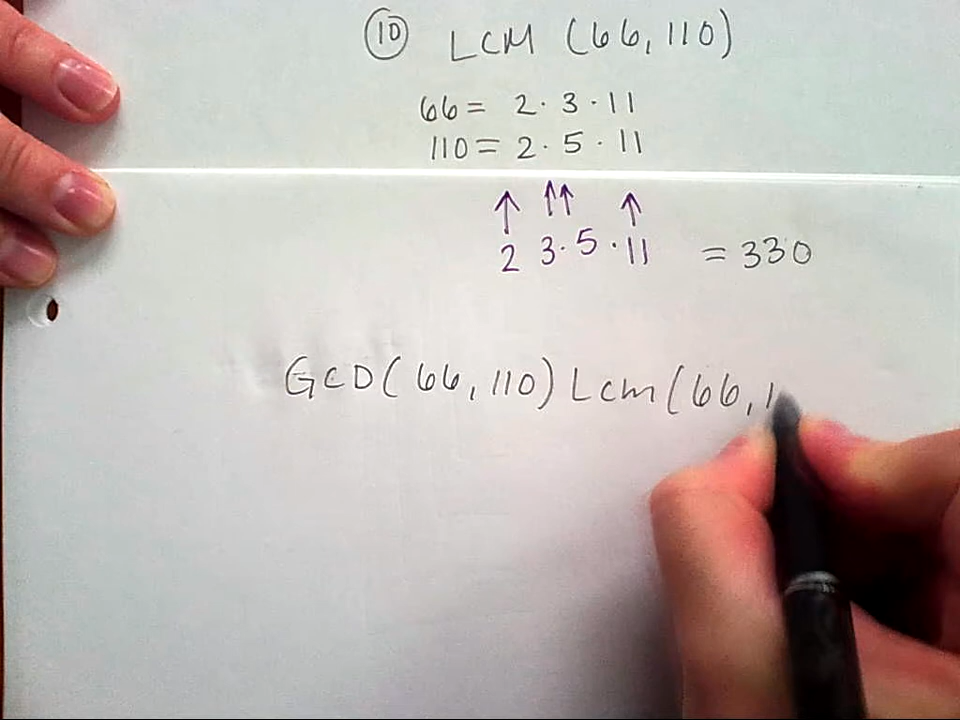 10 LCM (66, 110)
66 = 2 · 3 · 11
110 = 2 · 5 · 11
↑ ↑↑ ↑
2 3 · 5 · 11 = 330
GCD(66, 110) Lcm(66, 1